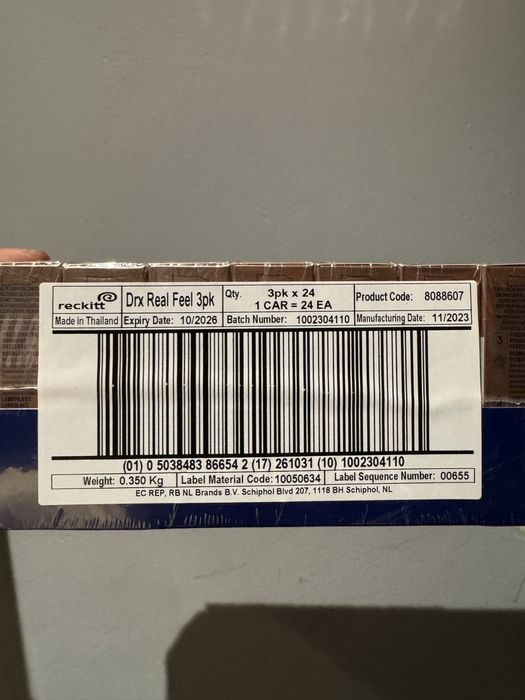 reckitt
Drx Real Feel 3pk
Qty. 3pk x 24
1 CAR = 24 EA
Product Code: 8088607
Made in Thailand
Expiry Date: 10/2026
Batch Number: 1002304110
Manufacturing Date: 11/2023
(01) 0 5038483 86654 2 (17) 261031 (10) 1002304110
Weight: 0.350 Kg
Label Material Code: 10050634
Label Sequence Number: 00655
EC REP, RB NL Brands B.V. Schiphol Blvd 207, 1118 BH Schiphol, NL
3